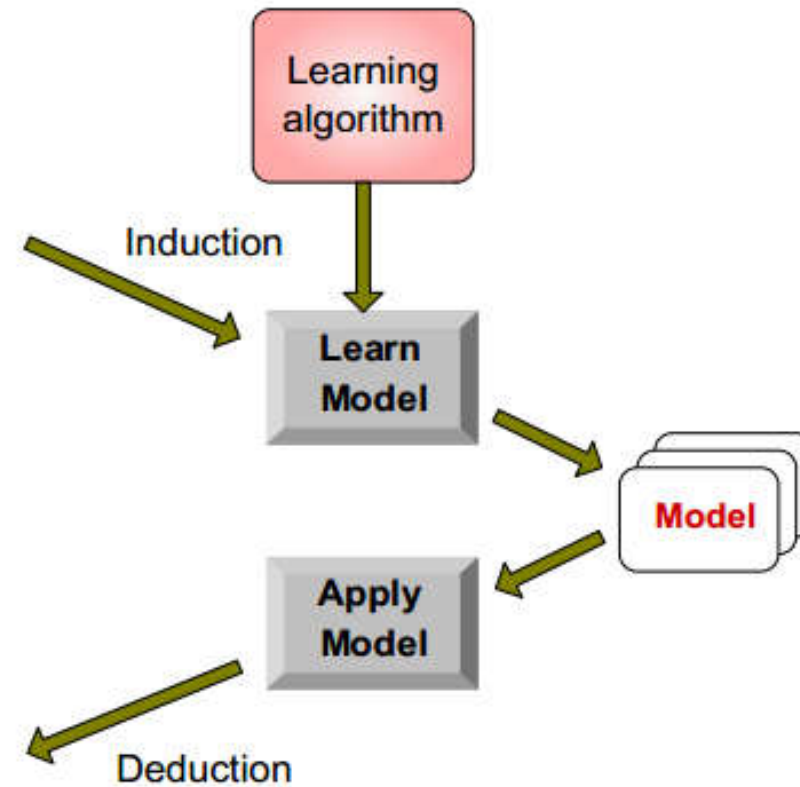 Learning
algorithm
Induction
Learn
Model
Model
Apply
Model
Deduction